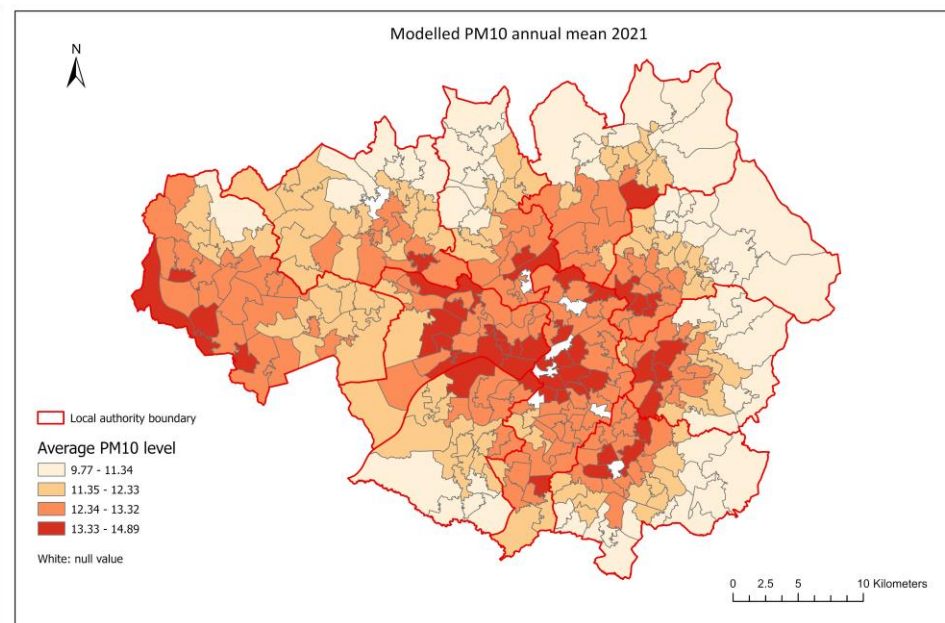 Modelled PM10 annual mean 2021
N
Local authority boundary
Average PM10 level
9.77 - 11.34
11.35 - 12.33
12.34 - 13.32
13.33 - 14.89
White: null value
0 2.5 5 10 Kilometers